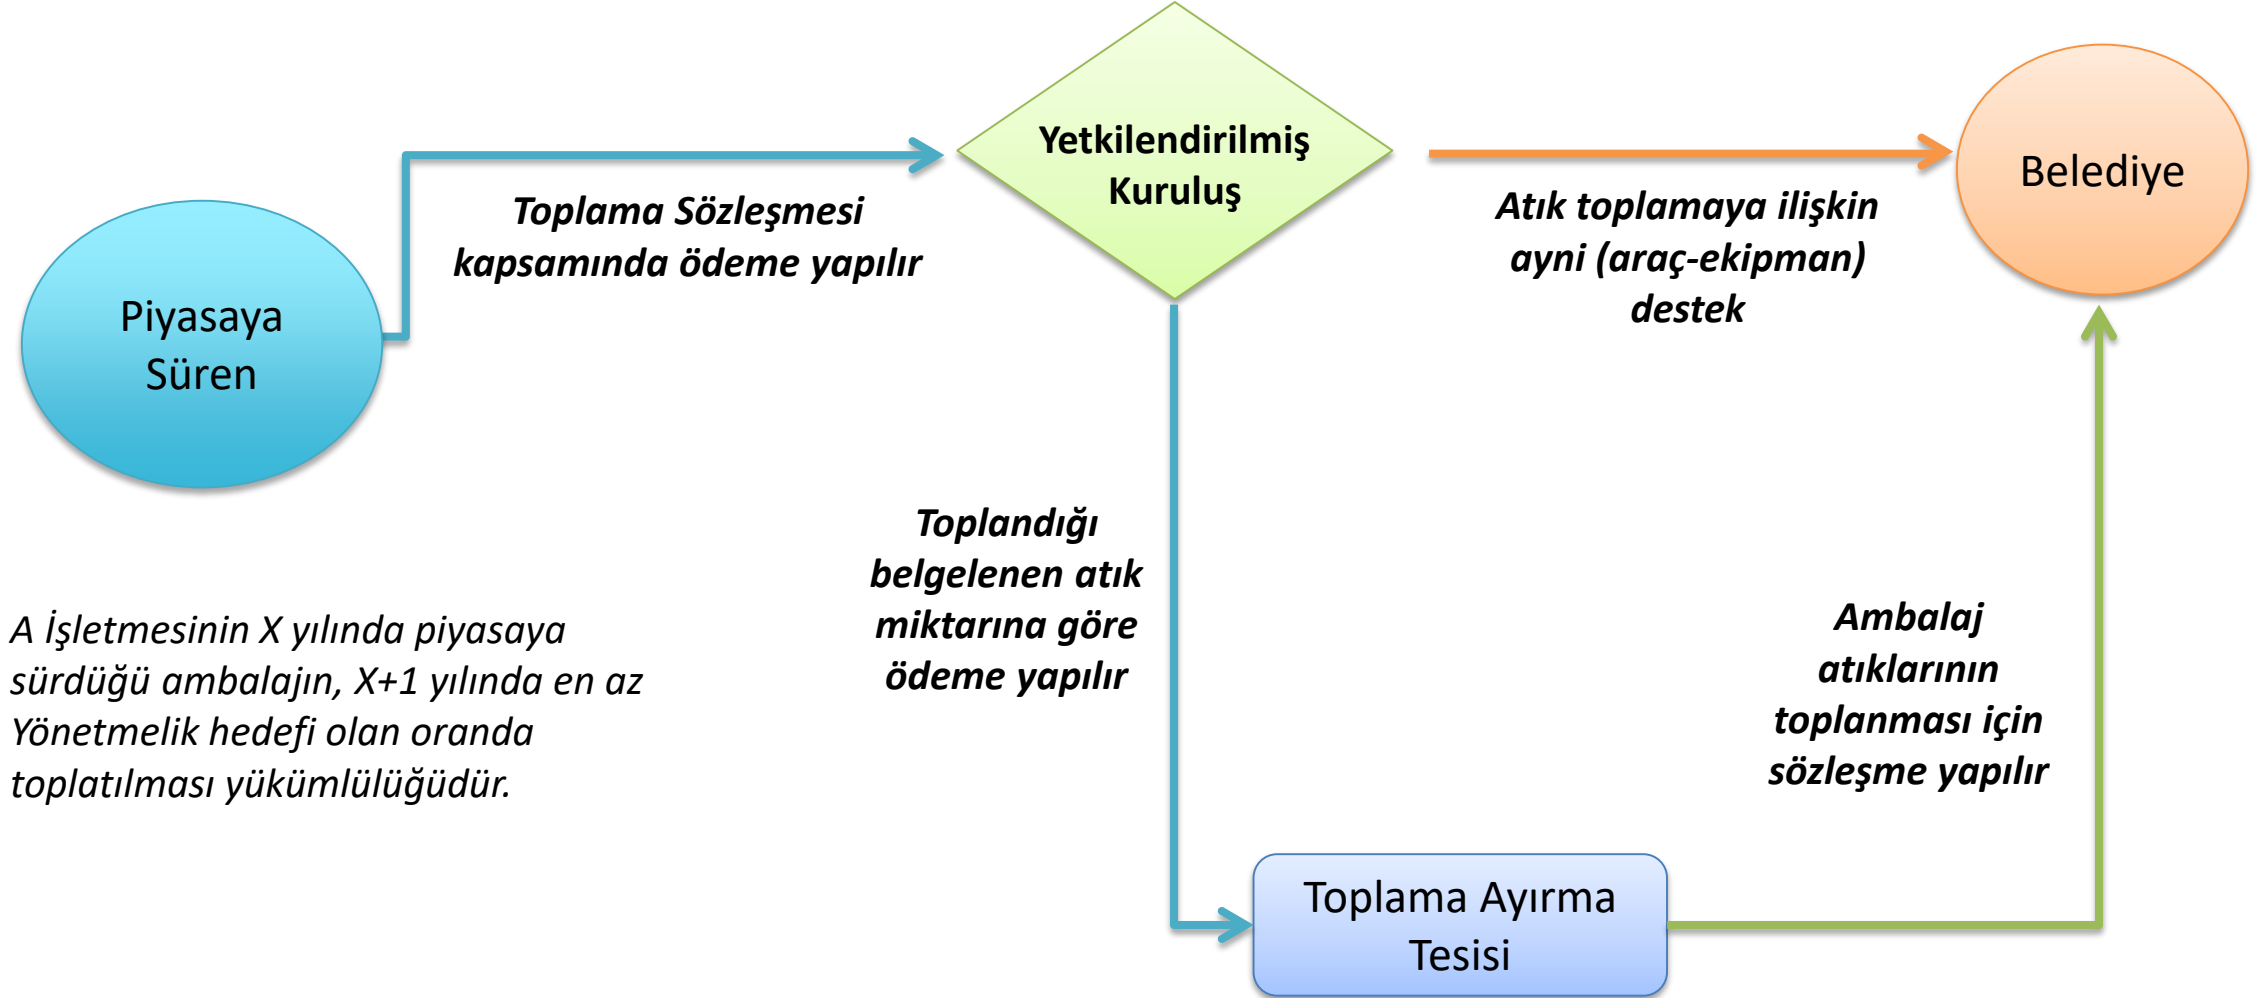 Yetkilendirilmiş
Kuruluş
Belediye
Toplama Sözleşmesi
kapsamında ödeme yapılır
Atık toplamaya ilişkin
ayni (araç-ekipman)
destek
Piyasaya
Süren
Toplandığı
belgelenen atık
miktarına göre
ödeme yapılır
A İşletmesinin X yılında piyasaya
sürdüğü ambalajın, X+1 yılında en az
Yönetmelik hedefi olan oranda
toplatılması yükümlülüğüdür.
Ambalaj
atıklarının
toplanması için
sözleşme yapılır
Toplama Ayırma
Tesisi